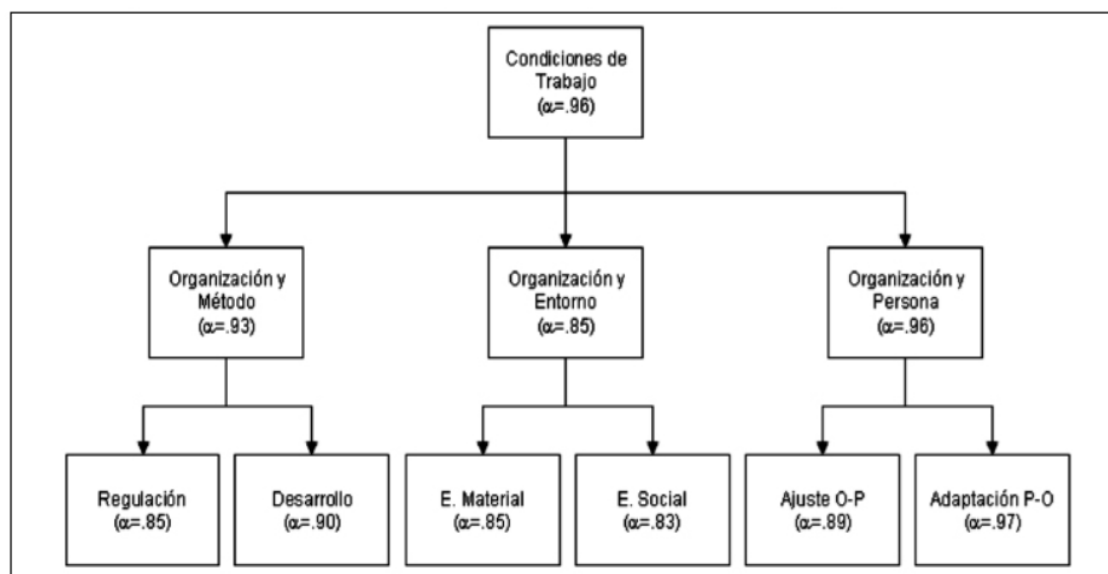 Condiciones de
Trabajo
(α=.96)
Organización y
Método
(α=.93)
Organización y
Entorno
(α=.85)
Organización y
Persona
(α=.96)
Regulación
(α=.85)
Desarrollo
(α=.90)
E. Material
(α=.85)
E. Social
(α=.83)
Ajuste O-P
(α=.89)
Adaptación P-O
(α=.97)